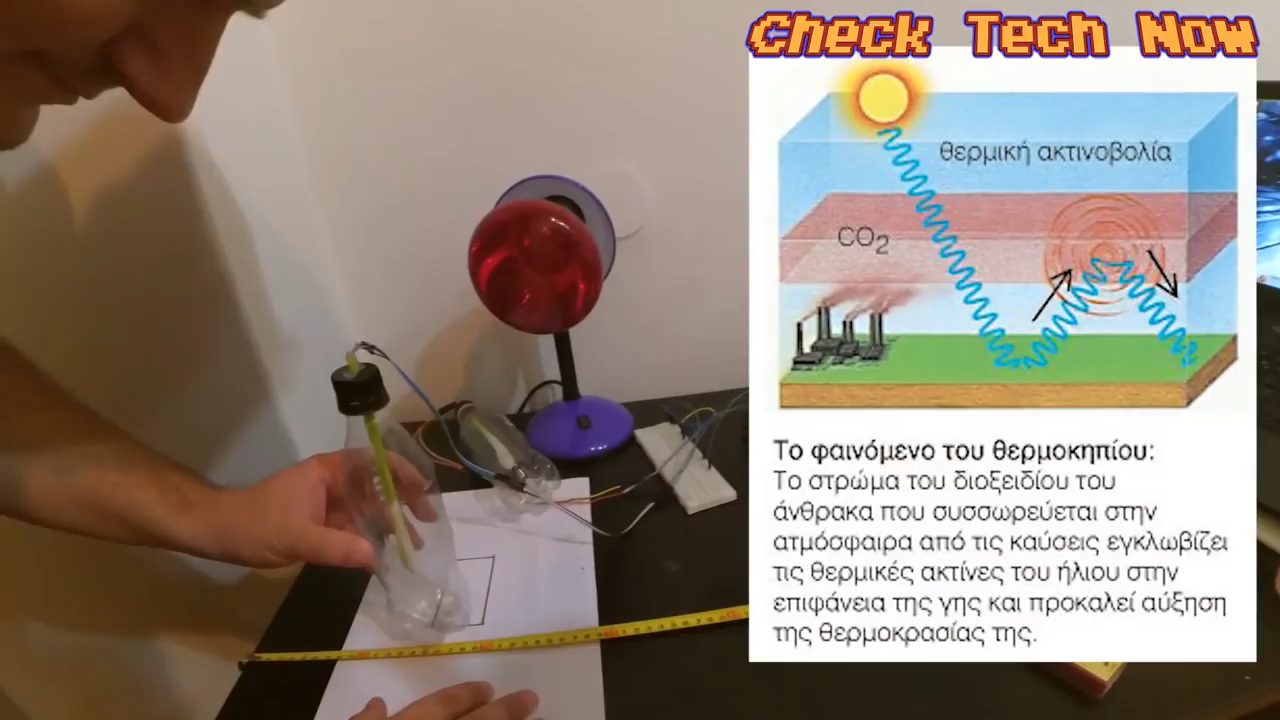 Check Tech Now
θερμική ακτινοβολία
CO₂
Το φαινόμενο του θερμοκηπίου:
Το στρώμα του διοξειδίου του
άνθρακα που συσσωρεύεται στην
ατμόσφαιρα από τις καύσεις εγκλωβίζει
τις θερμικές ακτίνες του ήλιου στην
επιφάνεια της γης και προκαλεί αύξηση
της θερμοκρασίας της.